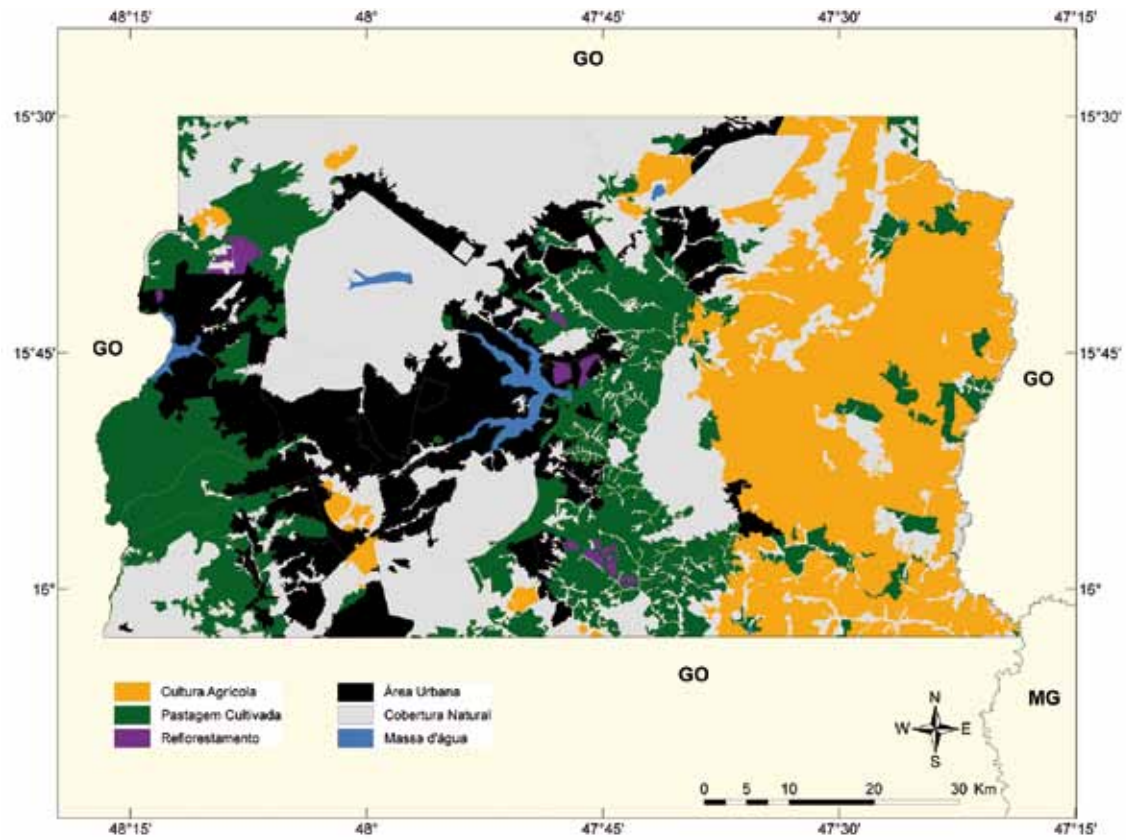 48°15' 48° 47°45' 47°30' 47°15'
GO
15°30' 15°30'
15°45' GO GO 15°45'
15° 15°
GO
MG
Cultura Agrícola
Pastagem Cultivada
Reflorestamento
Área Urbana
Cobertura Natural
Massa d'água
N
W E
S
0 5 10 20 30 Km
48°15' 48° 47°45' 47°30' 47°15'